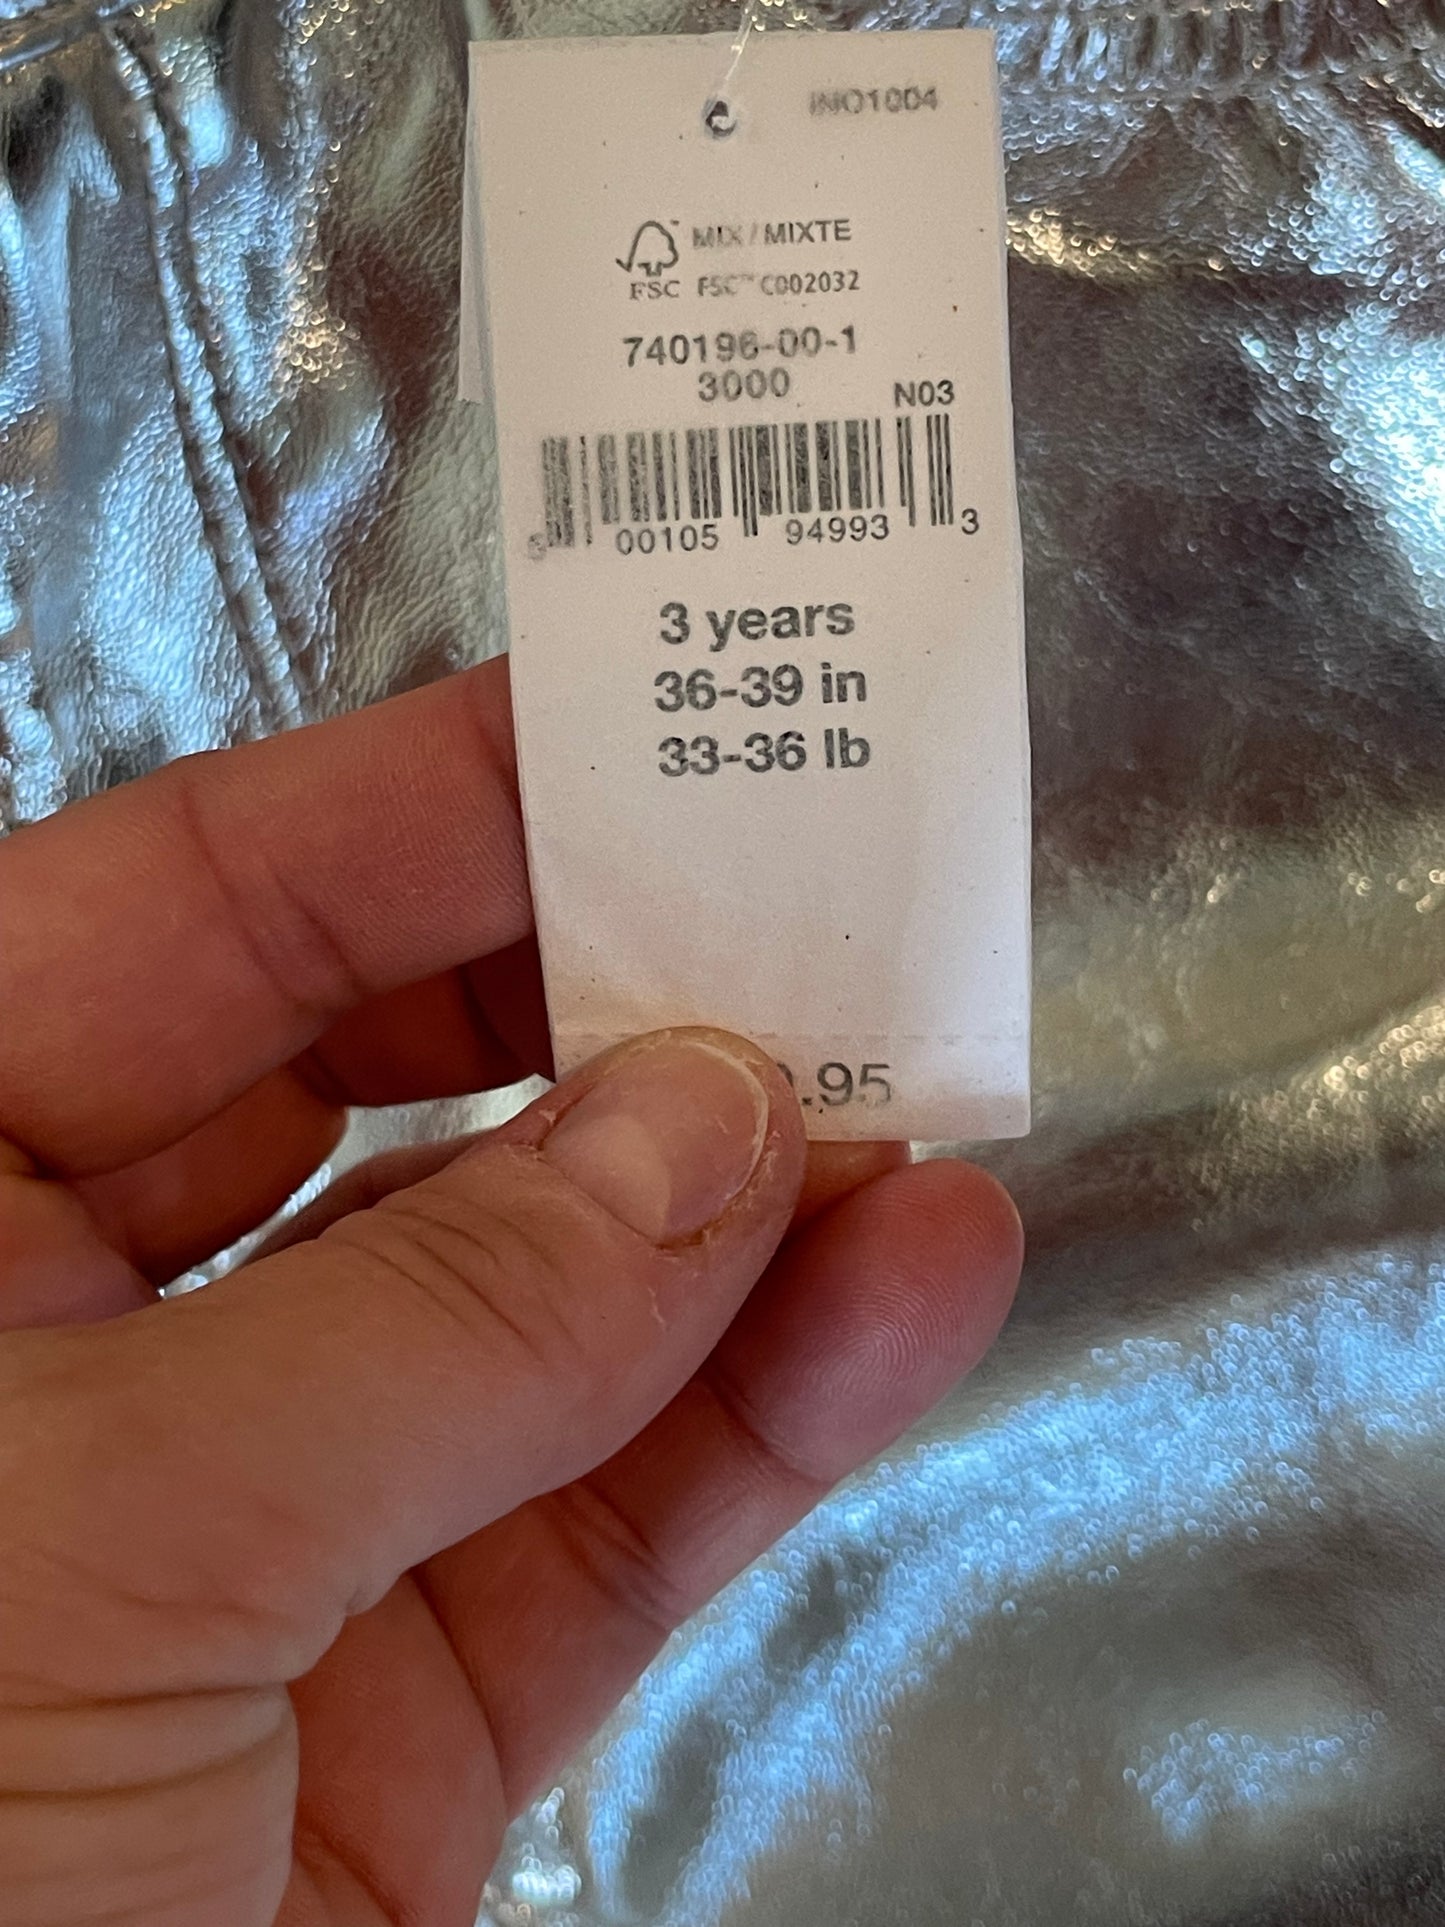 INO1004
MIX / MIXTE
FSC FSC™ C002032
740196-00-1
3000
N03
00105 94993 3
3 years
36-39 in
33-36 lb
.95